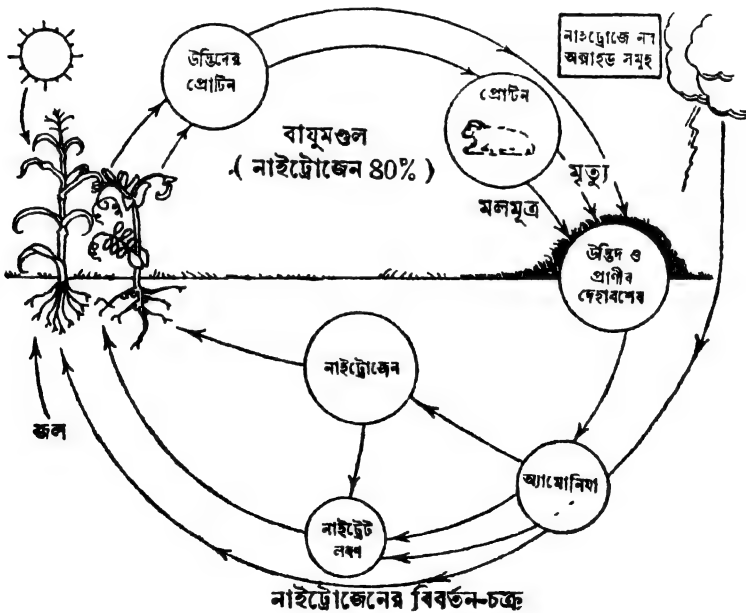 উদ্ভিদের
প্রোটিন
নাইট্রোজেনের
অক্সাইড সমূহ
প্রোটিন
বায়ুমণ্ডল
( নাইট্রোজেন 80% )
মৃত্যু
মলমূত্র
উদ্ভিদ ও
প্রাণীর
দেহাবশেষ
নাইট্রোজেন
জল
অ্যামোনিয়া
নাইট্রেট
লবণ
নাইট্রোজেনের বিবর্তন-চক্র